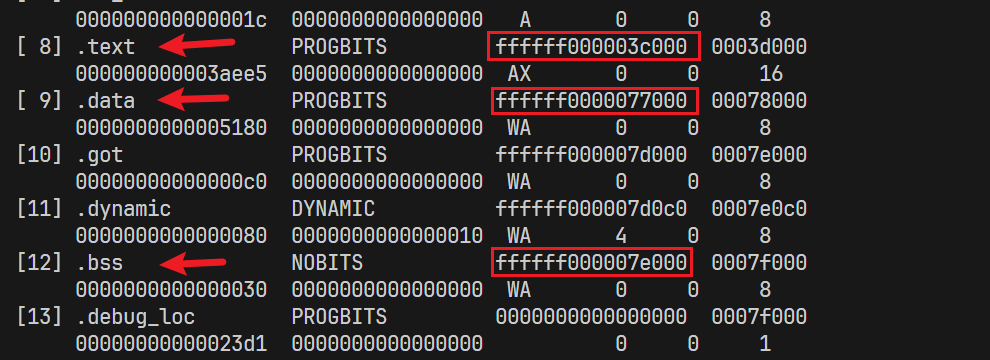 000000000000001c 0000000000000000 A 0 0 8
[ 8] .text PROGBITS ffffff000003c000 0003d000
000000000003aee5 0000000000000000 AX 0 0 16
[ 9] .data PROGBITS ffffff0000077000 00078000
0000000000005180 0000000000000000 WA 0 0 8
[10] .got PROGBITS ffffff000007d000 0007e000
00000000000000c0 0000000000000000 WA 0 0 8
[11] .dynamic DYNAMIC ffffff000007d0c0 0007e0c0
0000000000000080 0000000000000010 WA 4 0 8
[12] .bss NOBITS ffffff000007e000 0007f000
0000000000000030 0000000000000000 WA 0 0 8
[13] .debug_loc PROGBITS 0000000000000000 0007f000
00000000000023d1 0000000000000000 0 0 1